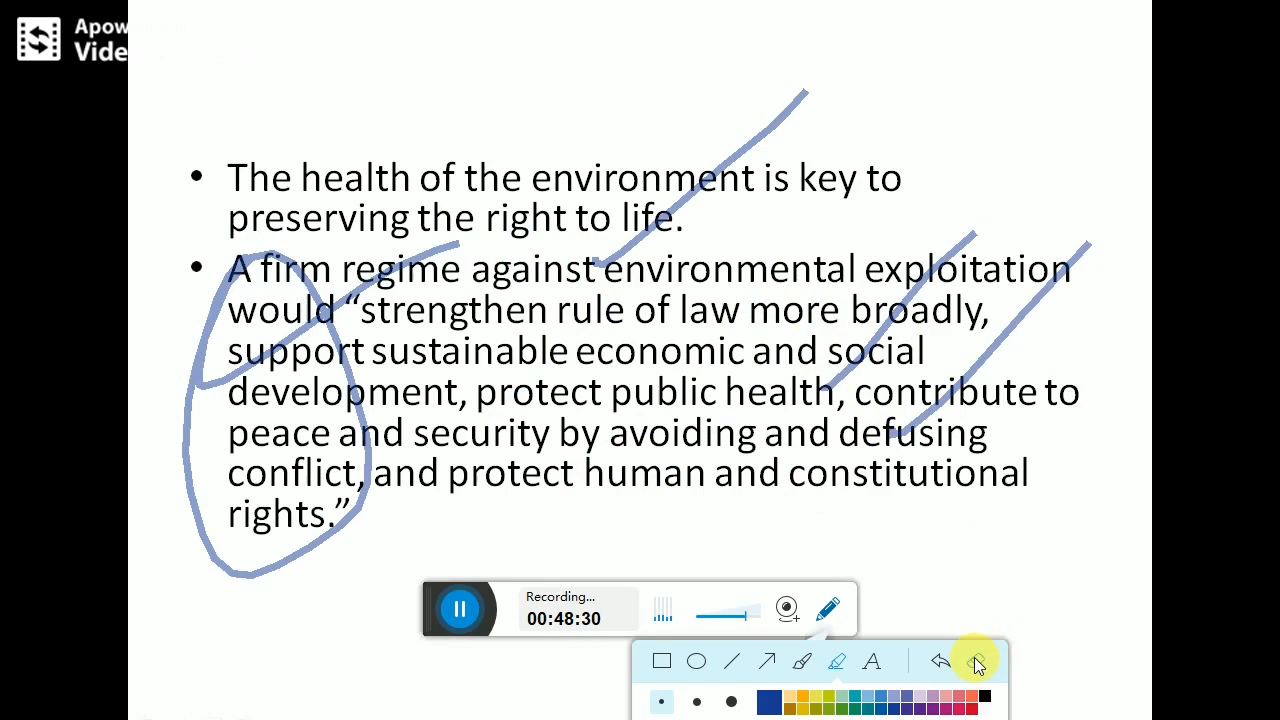 Apow
Vide
• The health of the environment is key to
preserving the right to life.
• A firm regime against environmental exploitation
would “strengthen rule of law more broadly,
support sustainable economic and social
development, protect public health, contribute to
peace and security by avoiding and defusing
conflict, and protect human and constitutional
rights.”
Recording...
00:48:30
A